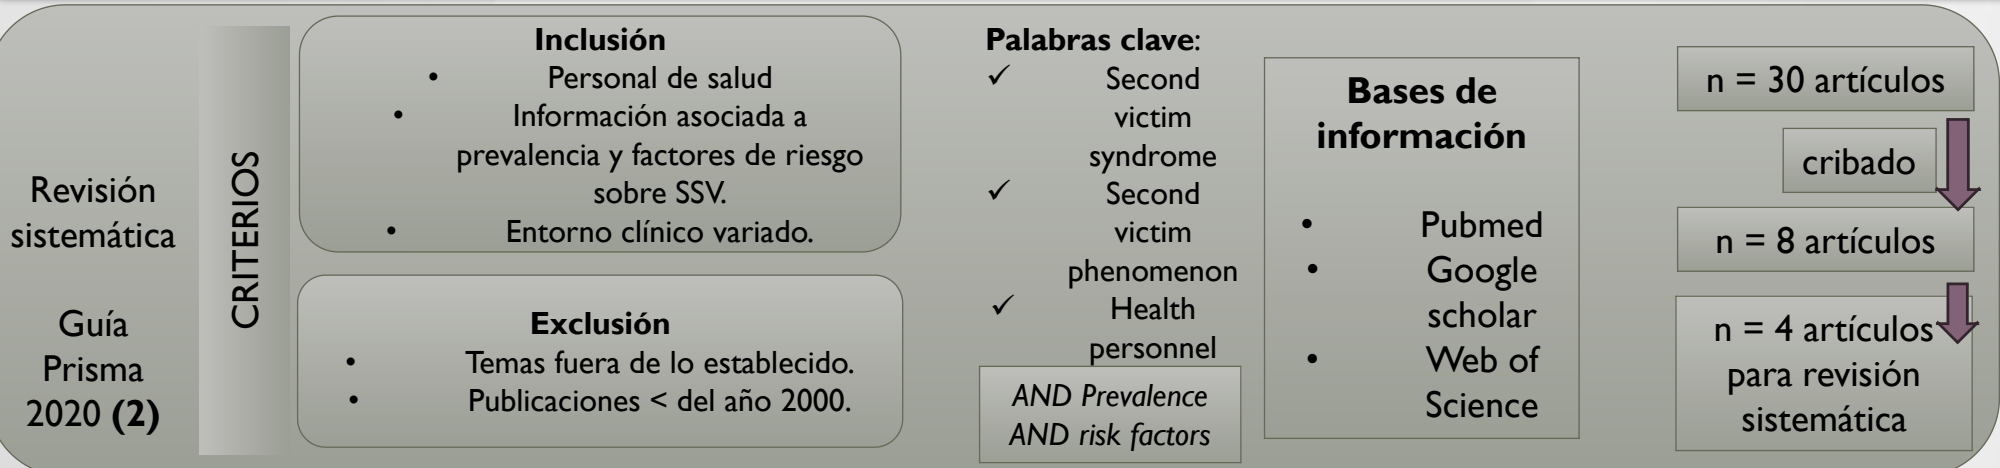 Revisión
sistemática
Guía
Prisma
2020 (2)
CRITERIOS
Inclusión
• Personal de salud
• Información asociada a
prevalencia y factores de riesgo
sobre SSV.
• Entorno clínico variado.
Exclusión
• Temas fuera de lo establecido.
• Publicaciones < del año 2000.
Palabras clave:
✓ Second
victim
syndrome
✓ Second
victim
phenomenon
✓ Health
personnel
AND Prevalence
AND risk factors
Bases de
información
• Pubmed
• Google
scholar
• Web of
Science
n = 30 artículos
cribado
n = 8 artículos
n = 4 artículos
para revisión
sistemática